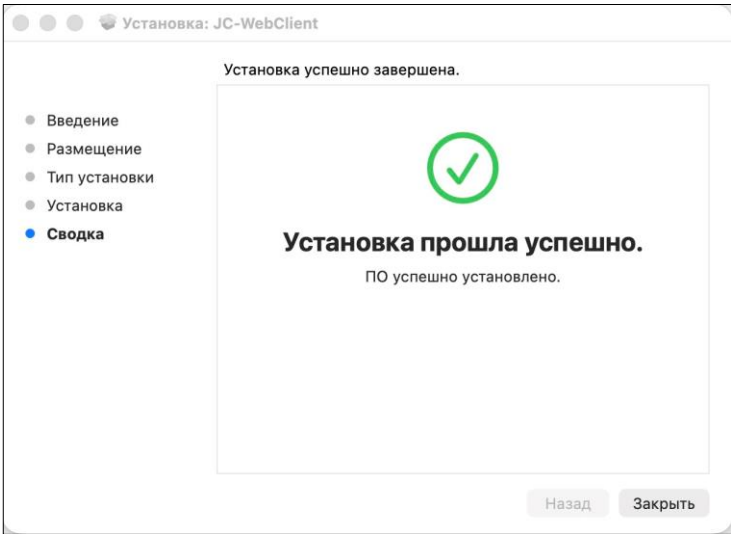 Установка: JC-WebClient
Установка успешно завершена.
Введение
Размещение
Тип установки
Установка
Сводка
Установка прошла успешно.
ПО успешно установлено.
Назад
Закрыть